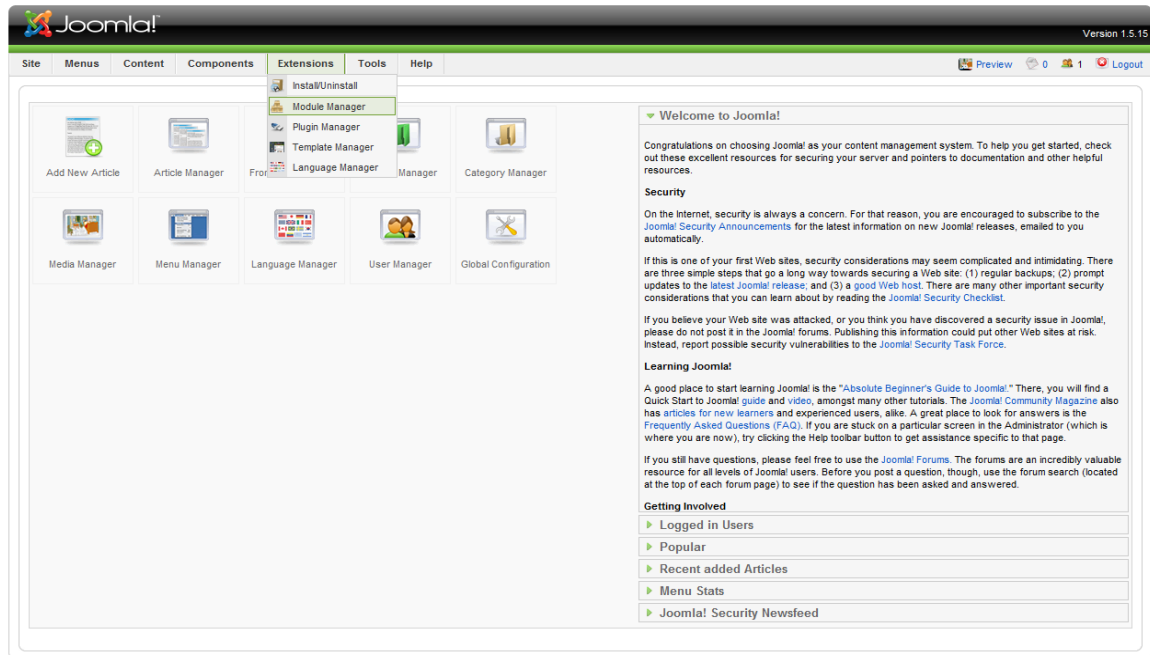 Joomla!
Version 1.5.15
Site Menus Content Components Extensions Tools Help Preview 0 1 Logout
Install/Uninstall
Module Manager
Plugin Manager
Template Manager
Language Manager
Add New Article Article Manager Manager Category Manager
Media Manager Menu Manager Language Manager User Manager Global Configuration
Welcome to Joomla!
Congratulations on choosing Joomla! as your content management system. To help you get started, check
out these excellent resources for securing your server and pointers to documentation and other helpful
resources.
Security
On the Internet, security is always a concern. For that reason, you are encouraged to subscribe to the
Joomla! Security Announcements for the latest information on new Joomla! releases, emailed to you
automatically.
If this is one of your first Web sites, security considerations may seem complicated and intimidating. There
are three simple steps that go a long way towards securing a Web site: (1) regular backups; (2) prompt
updates to the latest Joomla! release; and (3) a good Web host. There are many other important security
considerations that you can learn about by reading the Joomla! Security Checklist.
If you believe your Web site was attacked, or you think you have discovered a security issue in Joomla!,
please do not post it in the Joomla! forums. Publishing this information could put other Web sites at risk.
Instead, report possible security vulnerabilities to the Joomla! Security Task Force.
Learning Joomla!
A good place to start learning Joomla! is the "Absolute Beginner's Guide to Joomla!." There, you will find a
Quick Start to Joomla! guide and video, amongst many other tutorials. The Joomla! Community Magazine also
has articles for new learners and experienced users, alike. A great place to look for answers is the
Frequently Asked Questions (FAQ). If you are stuck on a particular screen in the Administrator (which is
where you are now), try clicking the Help toolbar button to get assistance specific to that page.
If you still have questions, please feel free to use the Joomla! Forums. The forums are an incredibly valuable
resource for all levels of Joomla! users. Before you post a question, though, use the forum search (located
at the top of each forum page) to see if the question has been asked and answered.
Getting Involved
Logged in Users
Popular
Recent added Articles
Menu Stats
Joomla! Security Newsfeed